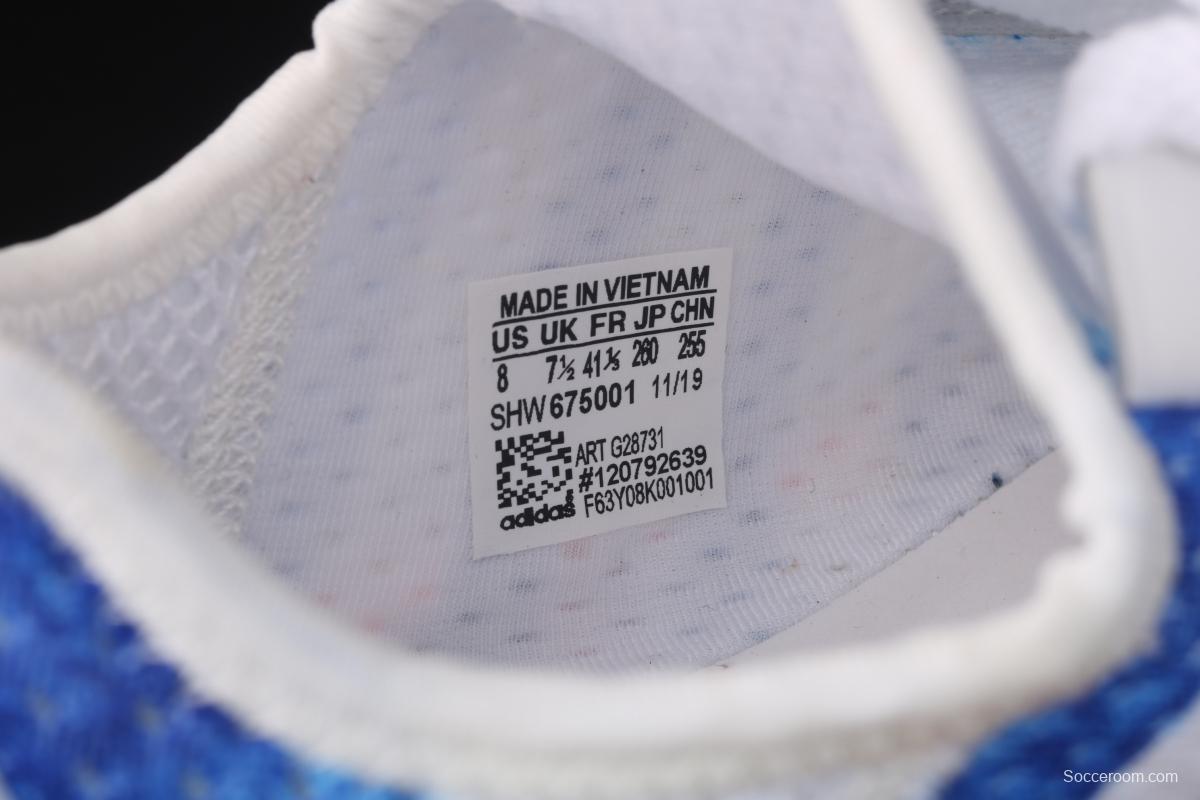 MADE IN VIETNAM
US UK FR JP CHN
8 7½ 41⅓ 260 255
SHW 675001 11/19
ART G28731
#120792639
adidas F63Y08K001001
Socceroom.com